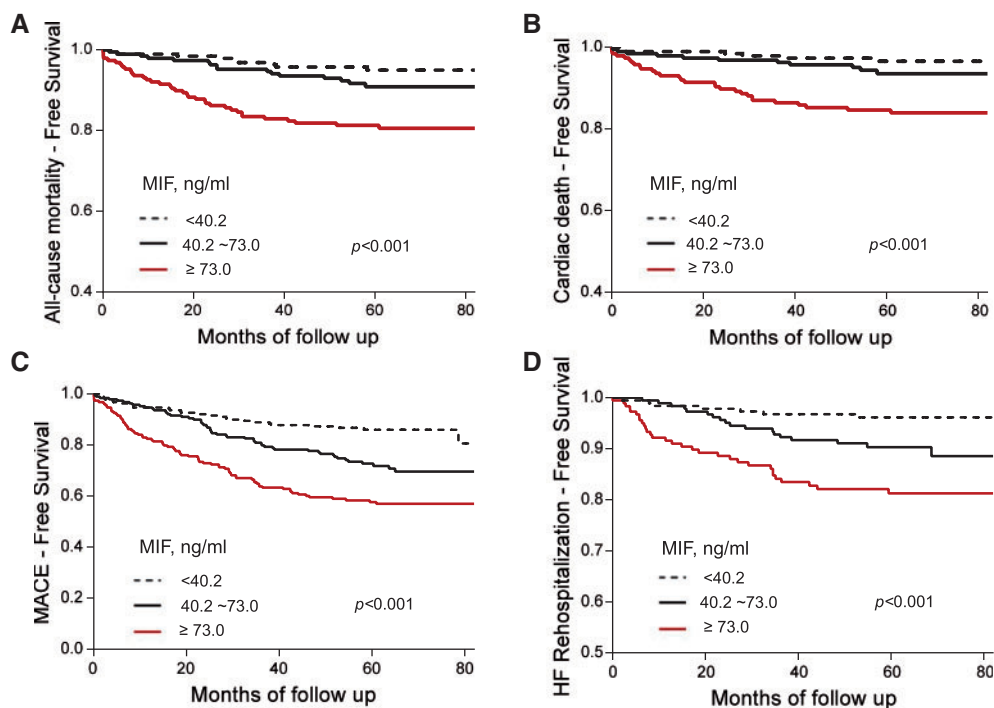 A
All-cause mortality - Free Survival
1.0
0.8
0.6
0.4
MIF, ng/ml
<40.2
40.2 ~73.0
≥ 73.0
p<0.001
0 20 40 60 80
Months of follow up
B
Cardiac death - Free Survival
1.0
0.8
0.6
0.4
MIF, ng/ml
<40.2
40.2 ~73.0
≥ 73.0
p<0.001
0 20 40 60 80
Months of follow up
C
MACE - Free Survival
1.0
0.8
0.6
0.4
0.2
0.0
MIF, ng/ml
<40.2
40.2 ~73.0
≥ 73.0
p<0.001
0 20 40 60 80
Months of follow up
D
HF Rehospitalization - Free Survival
1.0
0.9
0.8
0.7
0.6
0.5
MIF, ng/ml
<40.2
40.2 ~73.0
≥ 73.0
p<0.001
0 20 40 60 80
Months of follow up